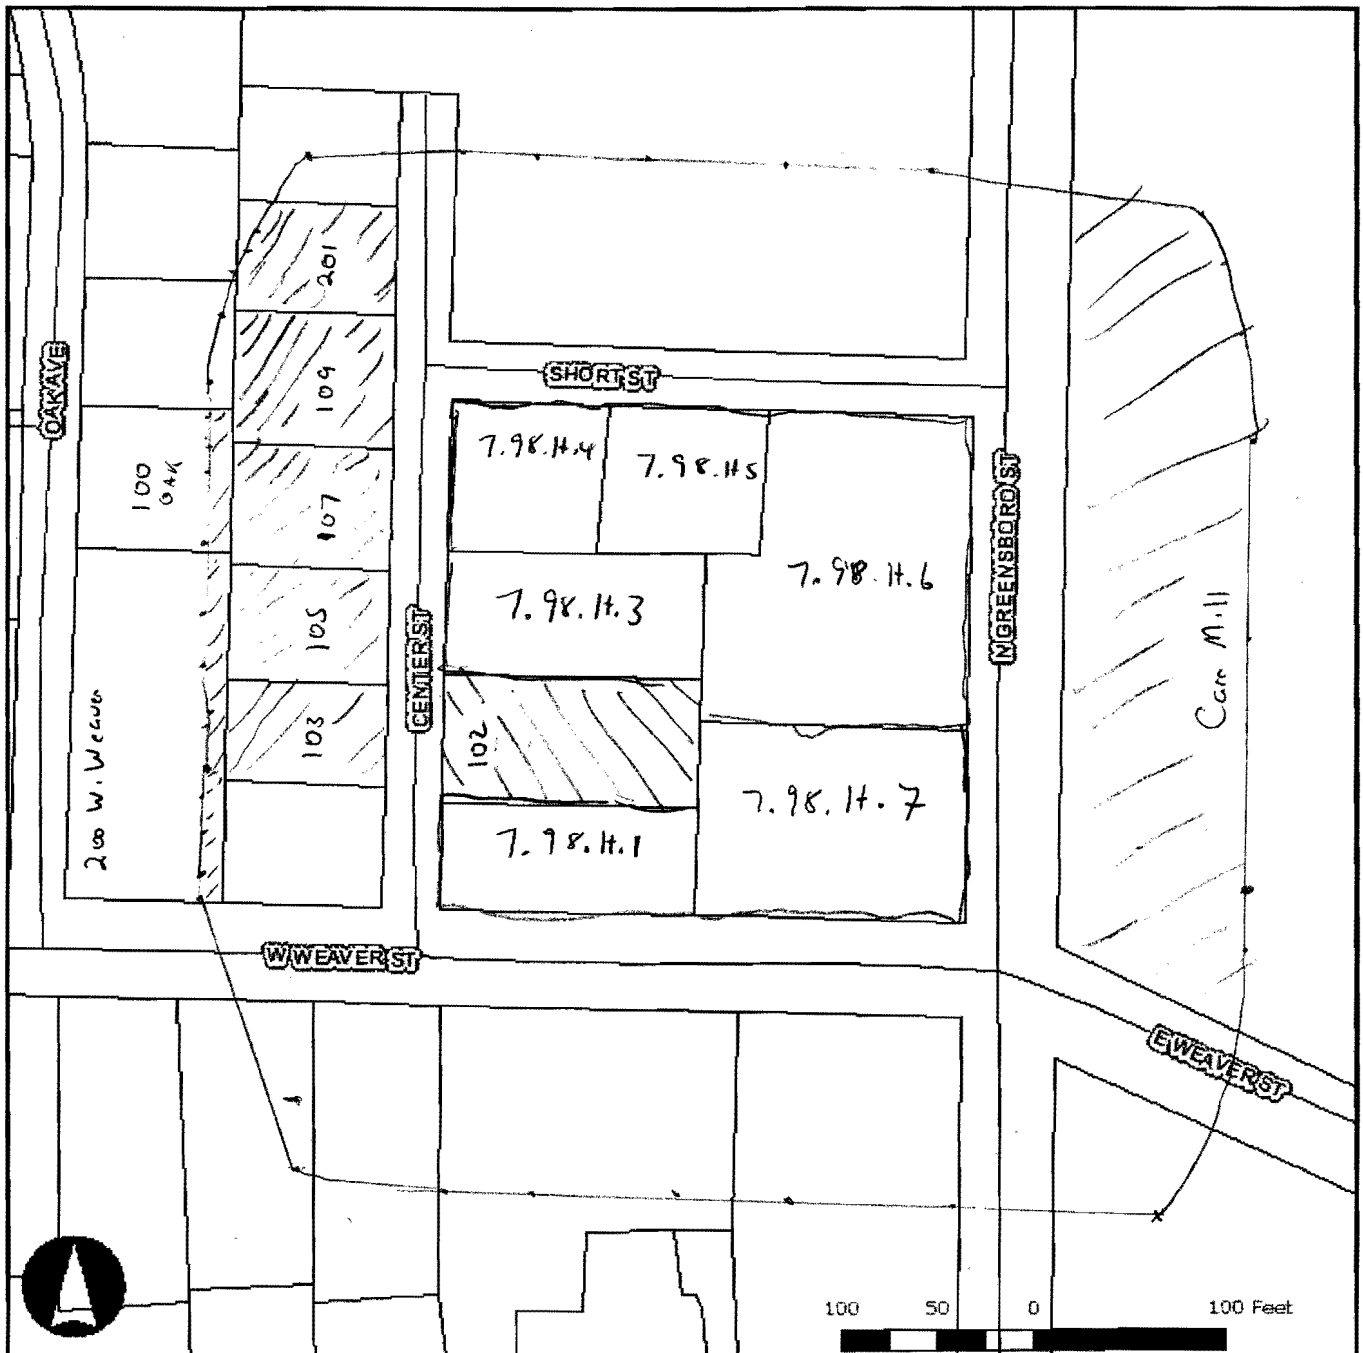 201
109
OAK AVE
SHORT ST
7.98.H.4
7.98.H5
100
OAK
107
N GREENSBORO ST
7.98.H.6
7.98.H.3
105
CENTER ST
Carr Mill
103
102
200 W. Weaver
7.98.H.7
7.98.H.1
W WEAVER ST
E WEAVER ST
100 50 0 100 Feet